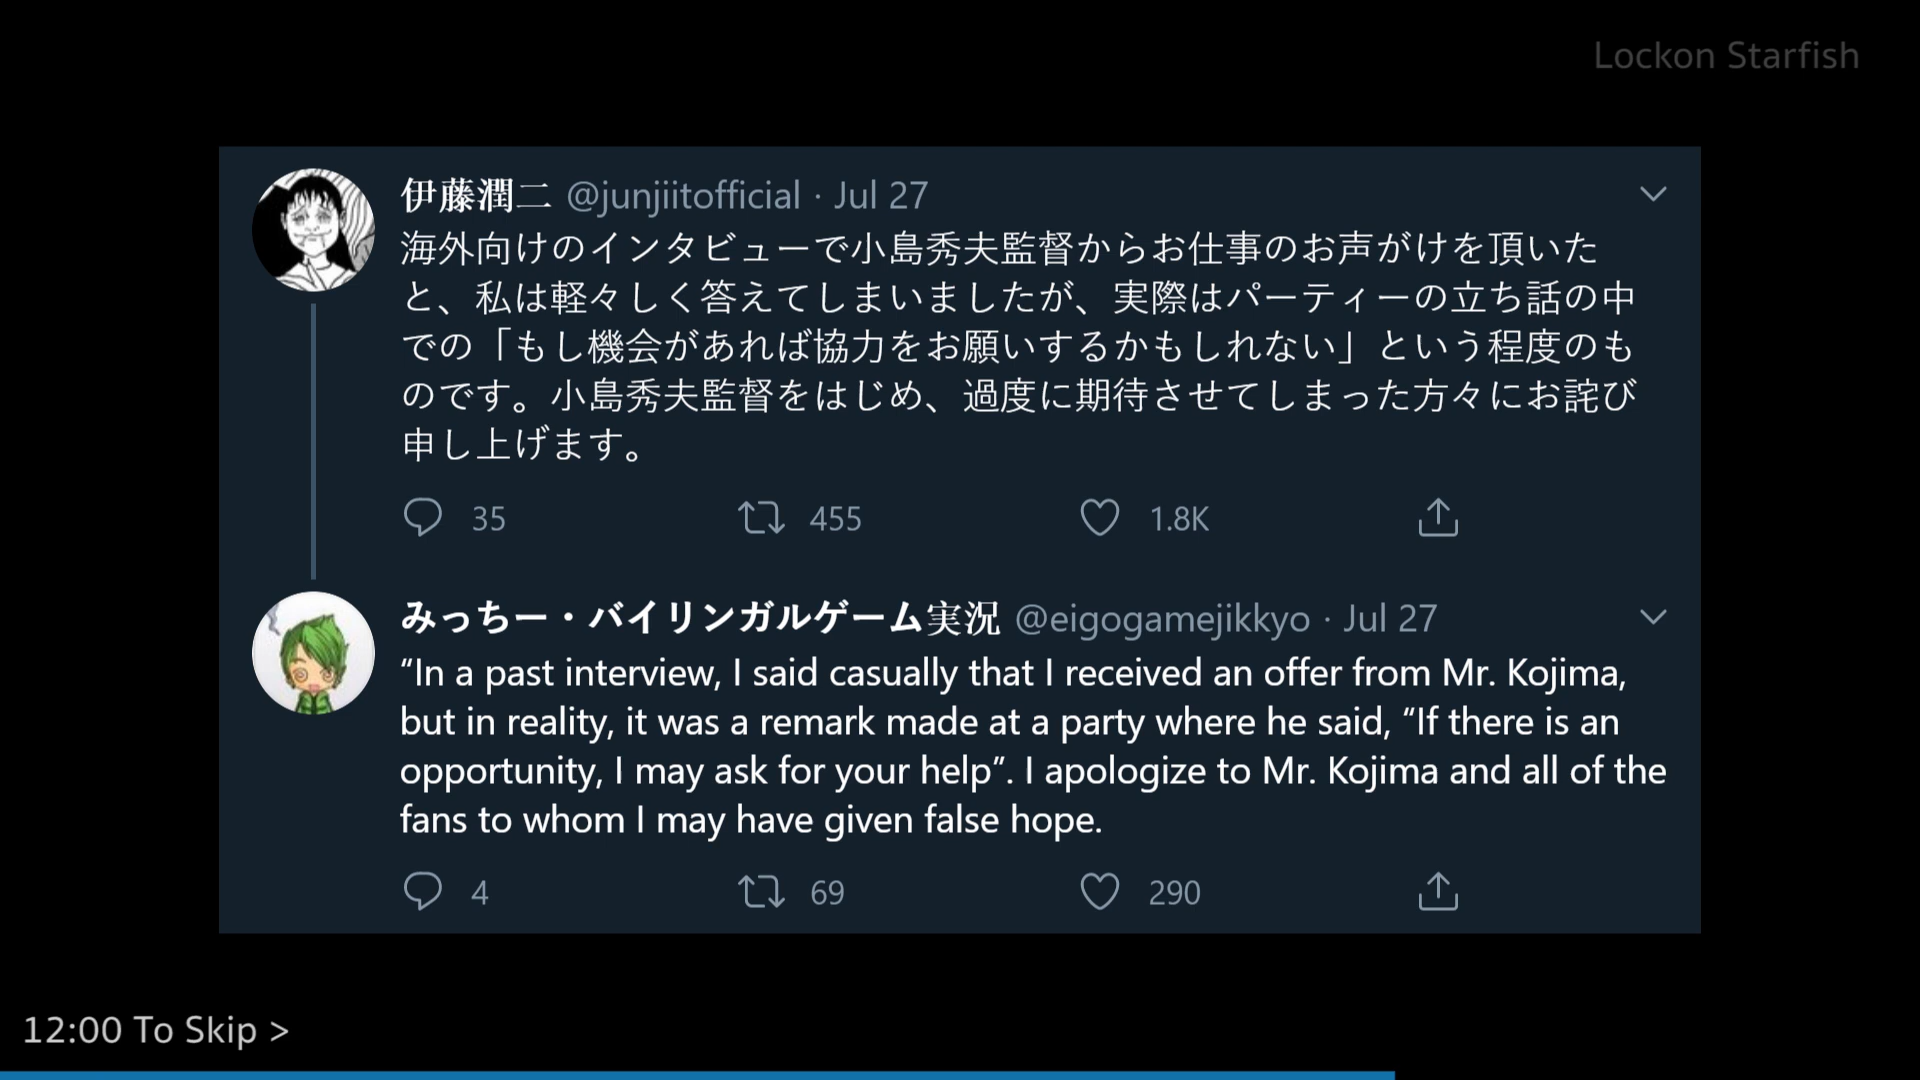 Lockon Starfish
伊藤潤二 @junjiitofficial · Jul 27
海外向けのインタビューで小島秀夫監督からお仕事のお声がけを頂いた
と、私は軽々しく答えてしまいましたが、実際はパーティーの立ち話の中
での「もし機会があれば協力をお願いするかもしれない」という程度のも
のです。小島秀夫監督をはじめ、過度に期待させてしまった方々にお詫び
申し上げます。
35 455 1.8K
みっちー・バイリンガルゲーム実況 @eigogamejikkyo · Jul 27
“In a past interview, I said casually that I received an offer from Mr. Kojima,
but in reality, it was a remark made at a party where he said, “If there is an
opportunity, I may ask for your help”. I apologize to Mr. Kojima and all of the
fans to whom I may have given false hope.
4 69 290
12:00 To Skip >